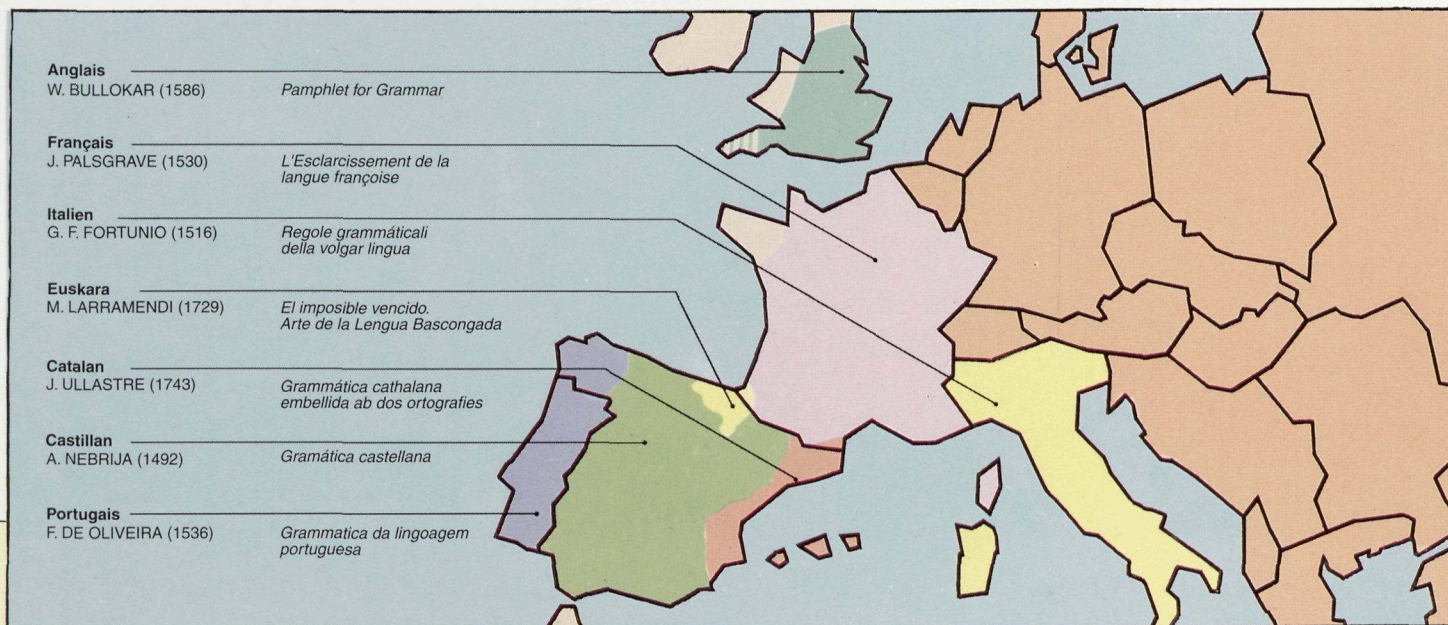 Anglais
W. BULLOKAR (1586)
Pamphlet for Grammar
Français
J. PALSGRAVE (1530)
L'Esclarcissement de la
langue françoise
Italien
G. F. FORTUNIO (1516)
Regole grammáticali
della volgar lingua
Euskara
M. LARRAMENDI (1729)
El imposible vencido.
Arte de la Lengua Bascongada
Catalan
J. ULLASTRE (1743)
Grammática cathalana
embellida ab dos ortografies
Castillan
A. NEBRIJA (1492)
Gramática castellana
Portugais
F. DE OLIVEIRA (1536)
Grammatica da lingoagem
portuguesa